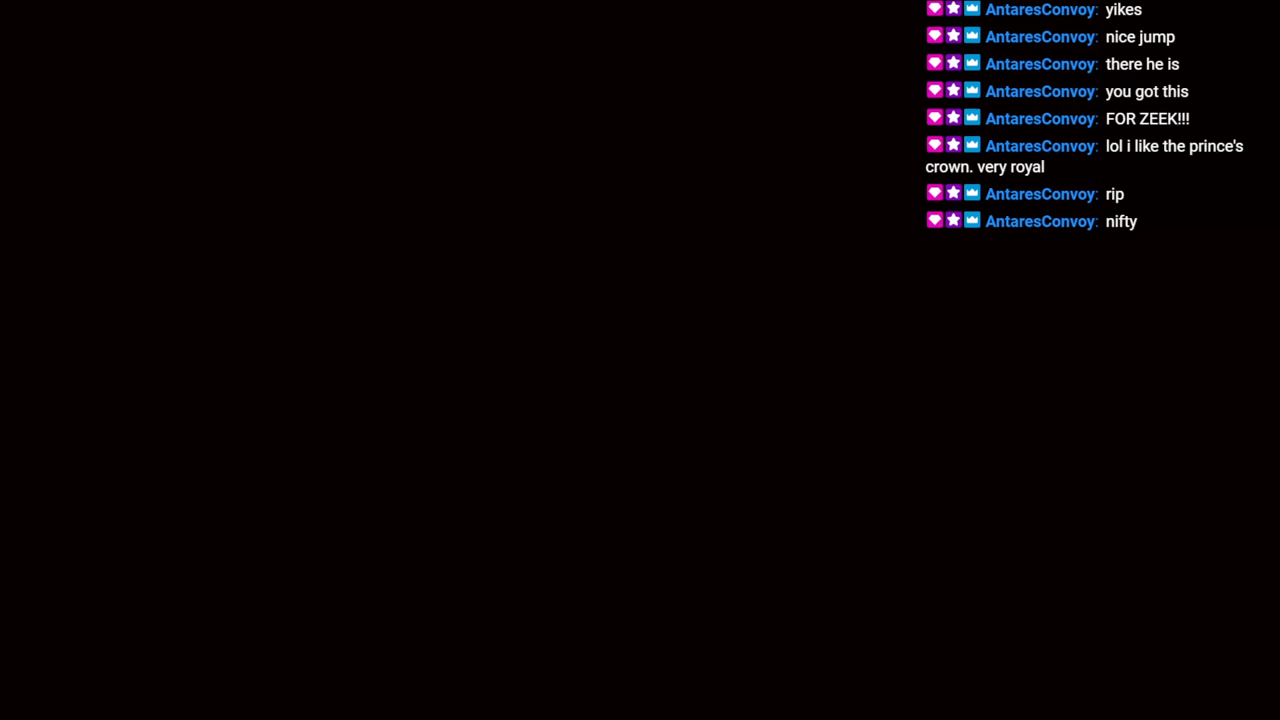 AntaresConvoy: yikes
AntaresConvoy: nice jump
AntaresConvoy: there he is
AntaresConvoy: you got this
AntaresConvoy: FOR ZEEK!!!
AntaresConvoy: lol i like the prince's
crown. very royal
AntaresConvoy: rip
AntaresConvoy: nifty